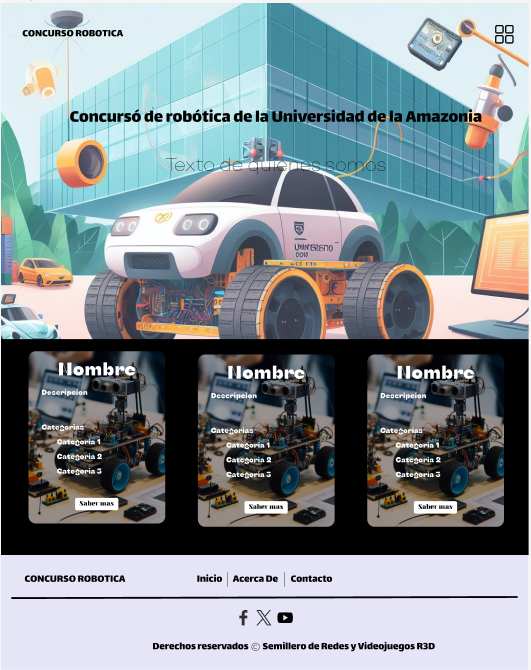 CONCURSO ROBOTICA
Concursó de robótica de la Universidad de la Amazonia
Texto de quienes somos
Nombre
Descripcion
Categorias
Categoria 1
Categoria 2
Categoria 3
Saber mas
Nombre
Descripcion
Categorias
Categoria 1
Categoria 2
Categoria 3
Saber mas
Nombre
Descripcion
Categorias
Categoria 1
Categoria 2
Categoria 3
Saber mas
CONCURSO ROBOTICA
Inicio | Acerca De | Contacto
Derechos reservados © Semillero de Redes y Videojuegos R3D